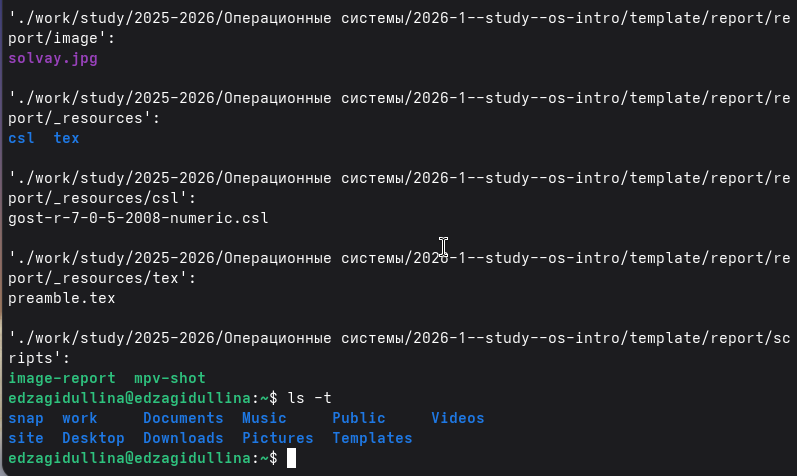 './work/study/2025-2026/Операционные системы/2026-1--study--os-intro/template/report/re
port/image':
solvay.jpg
'./work/study/2025-2026/Операционные системы/2026-1--study--os-intro/template/report/re
port/_resources':
csl  tex
'./work/study/2025-2026/Операционные системы/2026-1--study--os-intro/template/report/re
port/_resources/csl':
gost-r-7-0-5-2008-numeric.csl
'./work/study/2025-2026/Операционные системы/2026-1--study--os-intro/template/report/re
port/_resources/tex':
preamble.tex
'./work/study/2025-2026/Операционные системы/2026-1--study--os-intro/template/report/sc
ripts':
image-report  mpv-shot
edzagidullina@edzagidullina:~$ ls -t
snap  work     Documents  Music     Public     Videos
site  Desktop  Downloads  Pictures  Templates
edzagidullina@edzagidullina:~$